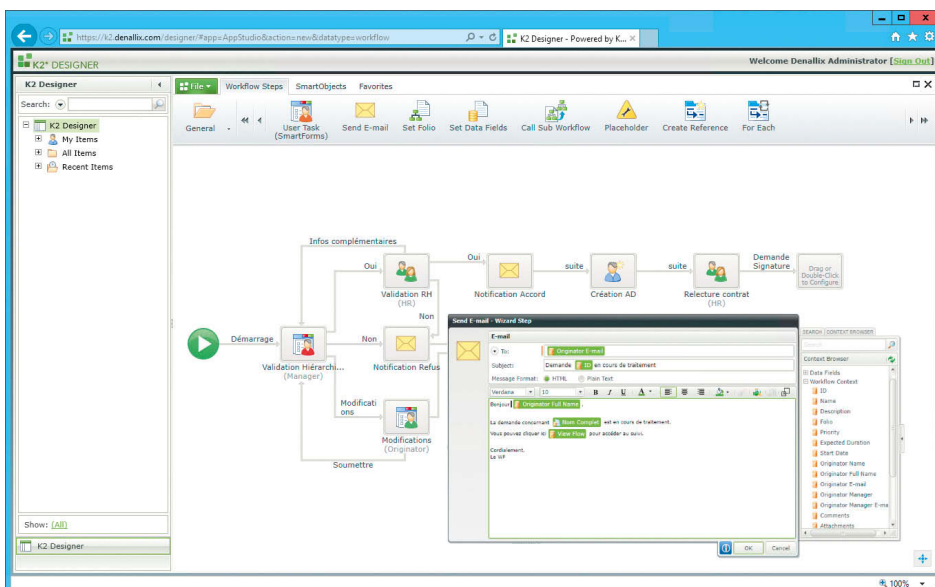 https://k2.denallix.com/designer/#app=AppStudio&action=new&datatype=workflow
K2 Designer - Powered by K...
K2* DESIGNER
Welcome Denallix Administrator [Sign Out]
K2 Designer
File
Workflow Steps
SmartObjects
Favorites
Search:
General
User Task
(SmartForms)
Send E-mail
Set Folio
Set Data Fields
Call Sub Workflow
Placeholder
Create Reference
For Each
K2 Designer
My Items
All Items
Recent Items
Infos complémentaires
Oui
Validation RH
(HR)
Oui
Notification Accord
suite
Création AD
suite
Relecture contrat
(HR)
Demande
Signature
Drag or
Double-Click
to Configure
Non
Démarrage
Validation Hiérarchi...
(Manager)
Non
Notification Refus
Modificati
ons
Modifications
(Originator)
Soumettre
Send E-mail - Wizard Step
E-mail
To:
Originator E-mail
Subject:
Demande ID en cours de traitement
Message Format: HTML Plain Text
Verdana
10
B I U A
Bonjour Originator Full Name ,
La demande concernant Nom Complet est en cours de traitement.
Vous pouvez cliquer ici View Flow pour accéder au suivi.
Cordialement.
Le WF
OK
Cancel
SEARCH | CONTEXT BROWSER
Search
Context Browser
Data Fields
Workflow Context
ID
Name
Description
Folio
Priority
Expected Duration
Start Date
Originator Name
Originator Full Name
Originator E-mail
Originator Manager
Originator Manager E-ma
Comments
Attachments
Show: (All)
K2 Designer
100%